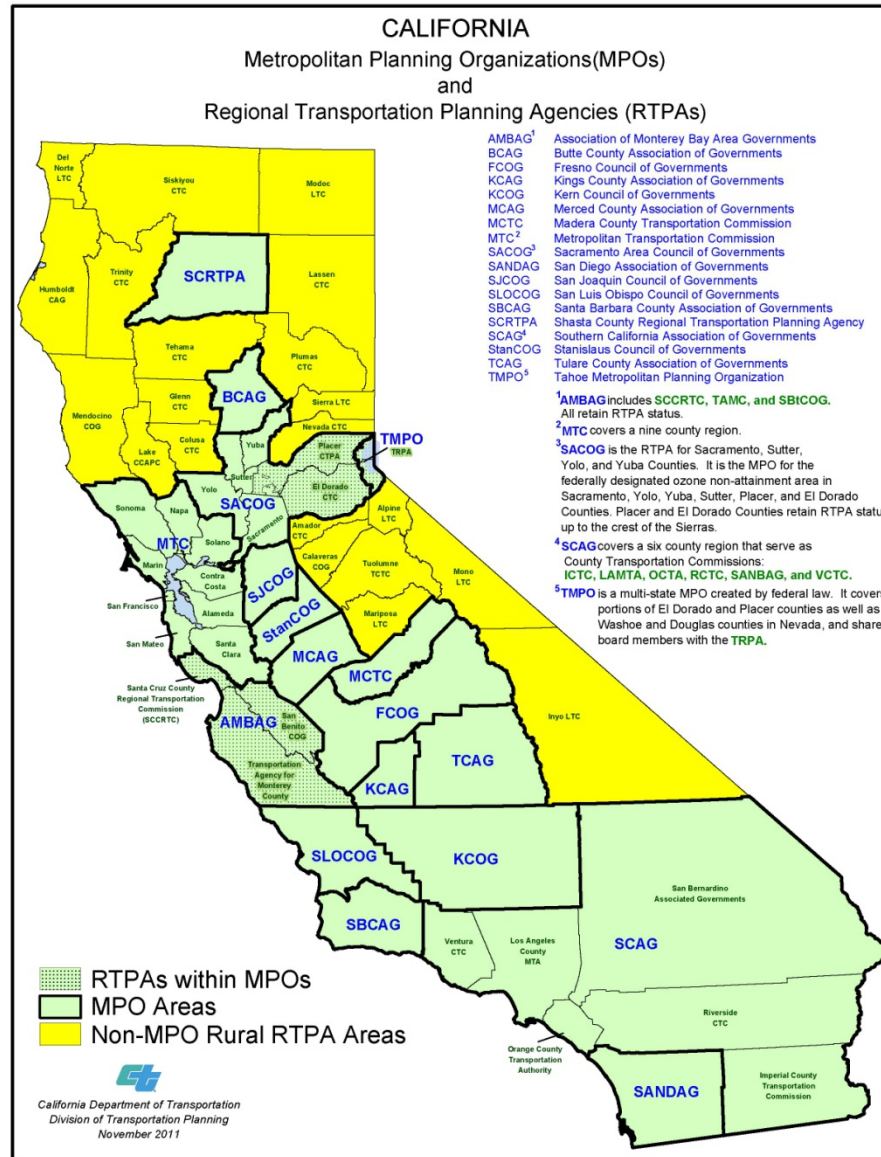 CALIFORNIA
Metropolitan Planning Organizations(MPOs)
and
Regional Transportation Planning Agencies (RTPAs)
AMBAG1 Association of Monterey Bay Area Governments
BCAG Butte County Association of Governments
FCOG Fresno Council of Governments
KCAG Kings County Association of Governments
KCOG Kern Council of Governments
MCAG Merced County Association of Governments
MCTC Madera County Transportation Commission
MTC2 Metropolitan Transportation Commission
SACOG3 Sacramento Area Council of Governments
SANDAG San Diego Association of Governments
SJCOG San Joaquin Council of Governments
SLOCOG San Luis Obispo Council of Governments
SBCAG Santa Barbara County Association of Governments
SCRTPA Shasta County Regional Transportation Planning Agency
SCAG4 Southern California Association of Governments
StanCOG Stanislaus Council of Governments
TCAG Tulare County Association of Governments
TMPO5 Tahoe Metropolitan Planning Organization
1AMBAG includes SCCRTC, TAMC, and SBtCOG.
All retain RTPA status.
2MTC covers a nine county region.
3SACOG is the RTPA for Sacramento, Sutter,
Yolo, and Yuba Counties. It is the MPO for the
federally designated ozone non-attainment area in
Sacramento, Yolo, Yuba, Sutter, Placer, and El Dorado
Counties. Placer and El Dorado Counties retain RTPA statu
up to the crest of the Sierras.
4SCAG covers a six county region that serve as
County Transportation Commissions:
ICTC, LAMTA, OCTA, RCTC, SANBAG, and VCTC.
5TMPO is a multi-state MPO created by federal law. It covers
portions of El Dorado and Placer counties as well as
Washoe and Douglas counties in Nevada, and share
board members with the TRPA.
Del
Norte
LTC
Siskiyou
CTC
Modoc
LTC
Humboldt
CAG
Trinity
CTC
SCRTPA
Lassen
CTC
Tehama
CTC
Plumas
CTC
Mendocino
COG
Glenn
CTC
BCAG
Sierra LTC
Nevada CTC
Lake
CCAPC
Colusa
CTC
Yuba
Sutter
Placer
CTPA
TMPO
TRPA
El Dorado
CTC
Yolo
SACOG
Sacramento
Sonoma
Napa
Solano
MTC
Marin
Contra
Costa
San Francisco
Alameda
San Mateo
Santa
Clara
Amador
CTC
Alpine
LTC
Calaveras
COG
Tuolumne
TCTC
Mono LTC
Mariposa
LTC
SJCOG
StanCOG
MCAG
MCTC
Santa Cruz County
Regional Transportation
Commission
(SCCRTC)
AMBAG
San
Benito
COG
Transportation
Agency for
Monterey
County
FCOG
Inyo LTC
KCAG
TCAG
SLOCOG
KCOG
SBCAG
Ventura
CTC
Los Angeles
County
MTA
San Bernardino
Associated Governments
SCAG
Riverside
CTC
Orange County
Transportation
Authority
SANDAG
Imperial County
Transportation
Commission
RTPAs within MPOs
MPO Areas
Non-MPO Rural RTPA Areas
ct
California Department of Transportation
Division of Transportation Planning
November 2011